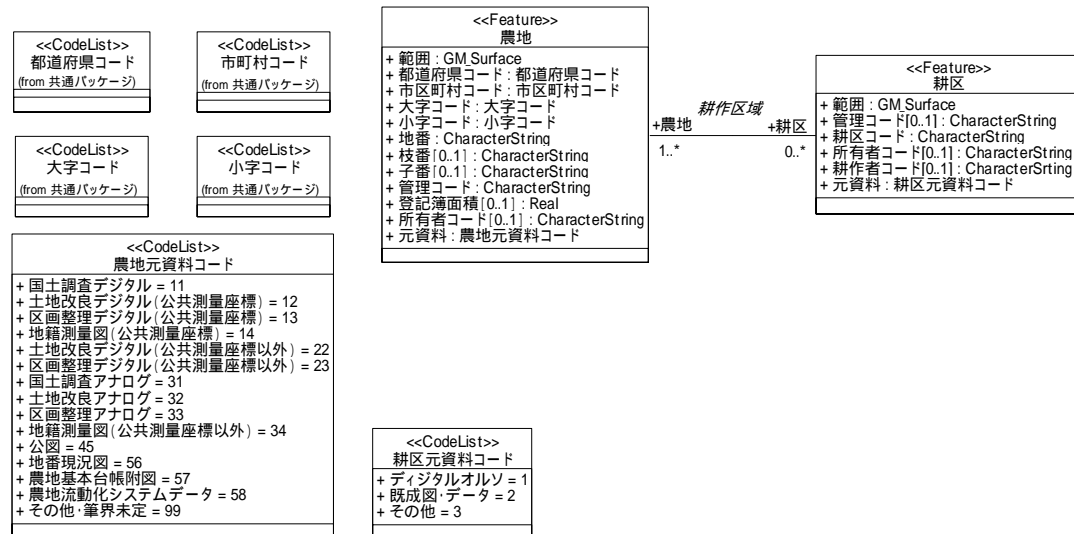 <<CodeList>>
都道府県コード
(from 共通パッケージ)
<<CodeList>>
市町村コード
(from 共通パッケージ)
<<CodeList>>
大字コード
(from 共通パッケージ)
<<CodeList>>
小字コード
(from 共通パッケージ)
<<Feature>>
農地
+ 範囲 : GM_Surface
+ 都道府県コード : 都道府県コード
+ 市区町村コード : 市区町村コード
+ 大字コード : 大字コード
+ 小字コード : 小字コード
+ 地番 : CharacterString
+ 枝番[0..1] : CharacterString
+ 子番[0..1] : CharacterString
+ 管理コード : CharacterString
+ 登記簿面積[0..1] : Real
+ 所有者コード[0..1] : CharacterString
+ 元資料 : 農地元資料コード
耕作区域
+農地
+耕区
1..*
0..*
<<Feature>>
耕区
+ 範囲 : GM_Surface
+ 管理コード[0..1] : CharacterString
+ 耕区コード : CharacterString
+ 所有者コード[0..1] : CharacterString
+ 耕作者コード[0..1] : CharacterSrting
+ 元資料 : 耕区元資料コード
<<CodeList>>
農地元資料コード
+ 国土調査デジタル = 11
+ 土地改良デジタル(公共測量座標) = 12
+ 区画整理デジタル(公共測量座標) = 13
+ 地籍測量図(公共測量座標) = 14
+ 土地改良デジタル(公共測量座標以外) = 22
+ 区画整理デジタル(公共測量座標以外) = 23
+ 国土調査アナログ = 31
+ 土地改良アナログ = 32
+ 区画整理アナログ = 33
+ 地籍測量図(公共測量座標以外) = 34
+ 公図 = 45
+ 地番現況図 = 56
+ 農地基本台帳附図 = 57
+ 農地流動化システムデータ = 58
+ その他・筆界未定 = 99
<<CodeList>>
耕区元資料コード
+ ディジタルオルソ = 1
+ 既成図・データ = 2
+ その他 = 3